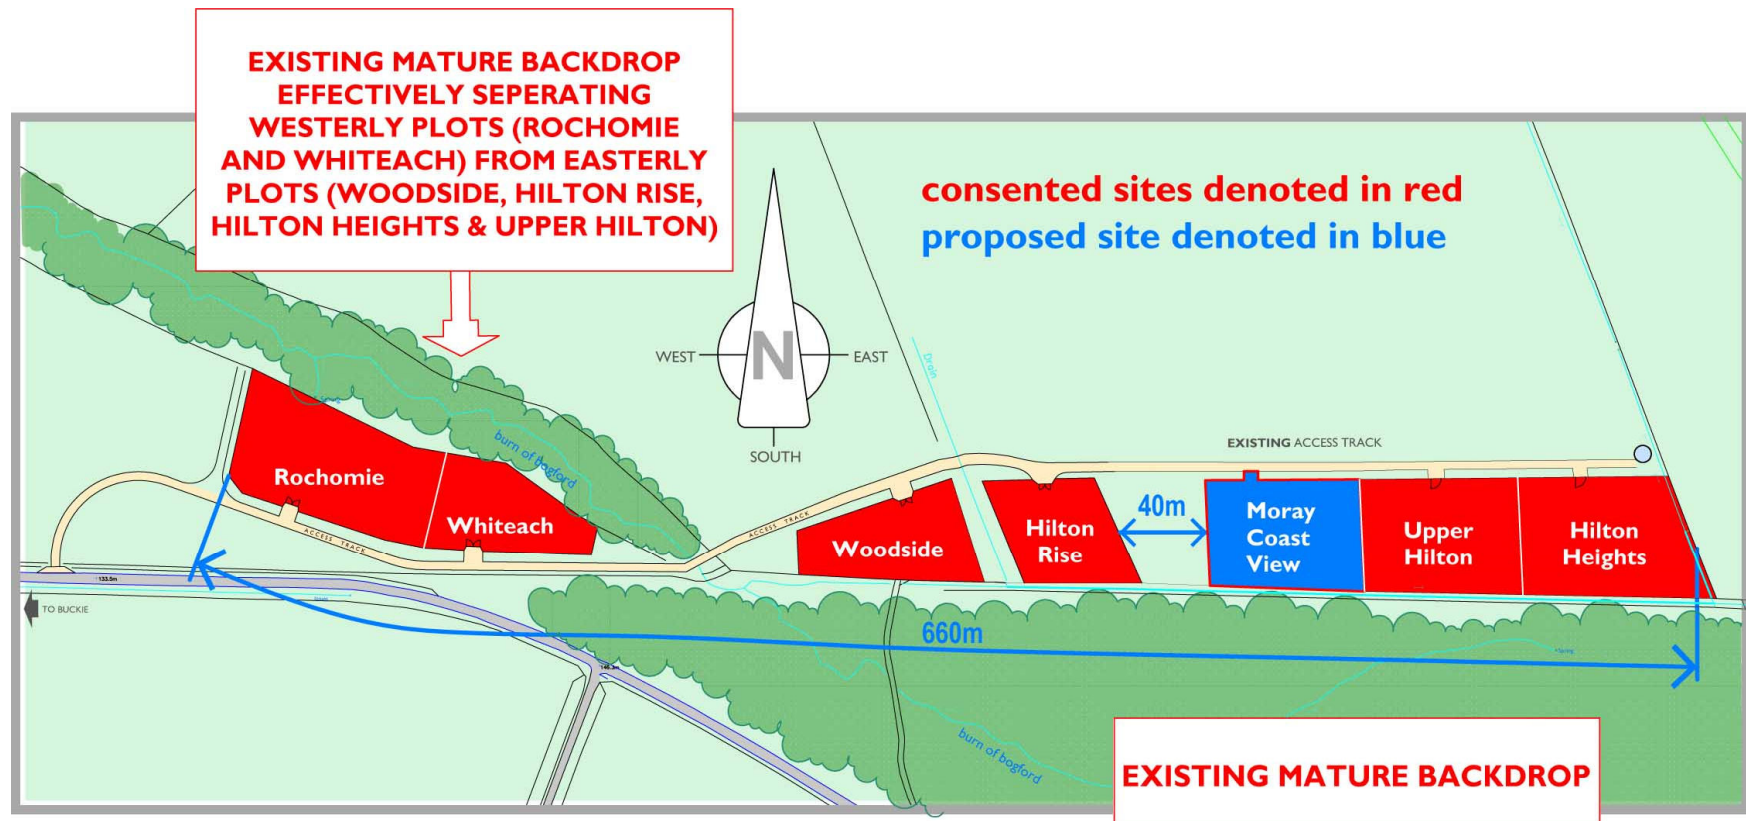 EXISTING MATURE BACKDROP
EFFECTIVELY SEPERATING
WESTERLY PLOTS (ROCHOMIE
AND WHITEACH) FROM EASTERLY
PLOTS (WOODSIDE, HILTON RISE,
HILTON HEIGHTS & UPPER HILTON)
consented sites denoted in red
proposed site denoted in blue
N
WEST
EAST
SOUTH
Drain
EXISTING ACCESS TRACK
burn of bogford
Rochomie
Whiteach
ACCESS TRACK
ACCESS TRACK
Woodside
Hilton
Rise
40m
Moray
Coast
View
Upper
Hilton
Hilton
Heights
133.5m
TO BUCKIE
660m
burn of bogford
EXISTING MATURE BACKDROP